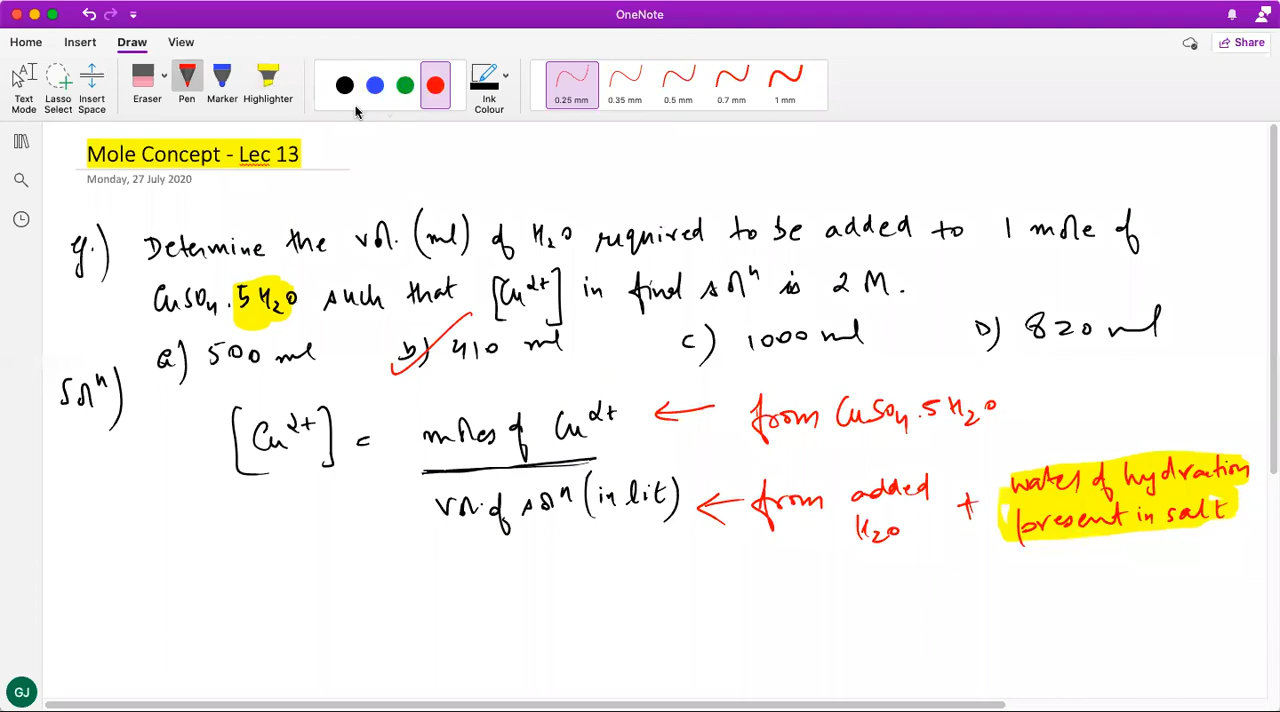 OneNote
Home Insert Draw View
Share
Text Mode
Lasso Select
Insert Space
Eraser
Pen
Marker
Highlighter
Ink Colour
0.25 mm
0.35 mm
0.5 mm
0.7 mm
1 mm
Mole Concept - Lec 13
Monday, 27 July 2020
Determine the vol. (ml) of H2O required to be added to 1 mole of
CuSO4.5H2O such that [Cu2+] in final solⁿ is 2 M.
a) 500 ml b) 410 ml c) 1000 ml D) 820 ml
Solⁿ)
[Cu2+] = moles of Cu2+ ← from CuSO4.5H2O
vol. of solⁿ (in lit) ← from added H2O + water of hydration present in salt
GJ